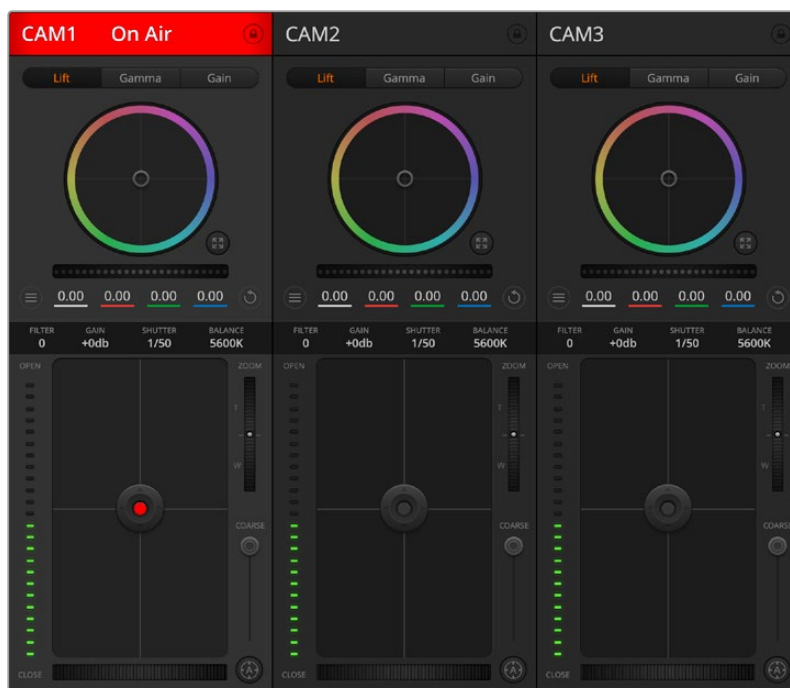 CAM1 On Air
Lift Gamma Gain
0.00 0.00 0.00 0.00
FILTER GAIN SHUTTER BALANCE
0 +0db 1/50 5600K
OPEN ZOOM
T
W
COARSE
A
CLOSE
CAM2
Lift Gamma Gain
0.00 0.00 0.00 0.00
FILTER GAIN SHUTTER BALANCE
0 +0db 1/50 5600K
OPEN ZOOM
T
W
COARSE
A
CLOSE
CAM3
Lift Gamma Gain
0.00 0.00 0.00 0.00
FILTER GAIN SHUTTER BALANCE
0 +0db 1/50 5600K
OPEN ZOOM
T
W
COARSE
A
CLOSE